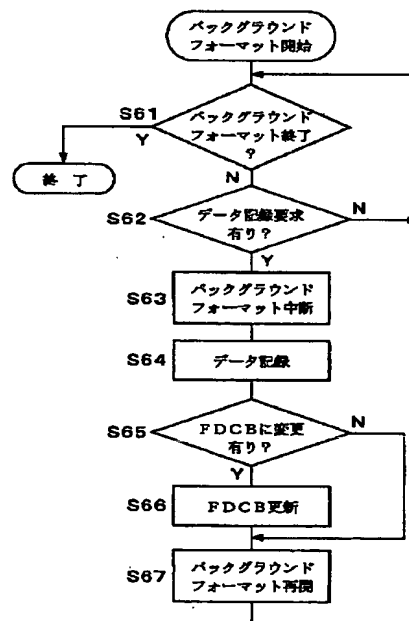 バックグラウンド
フォーマット開始
S61
バックグラウンド
フォーマット終了
?
Y
終 了
N
S62
データ記録要求
有り?
N
Y
S63
バックグラウンド
フォーマット中断
S64
データ記録
S65
FDCBに変更
有り?
N
Y
S66
FDCB更新
S67
バックグラウンド
フォーマット再開